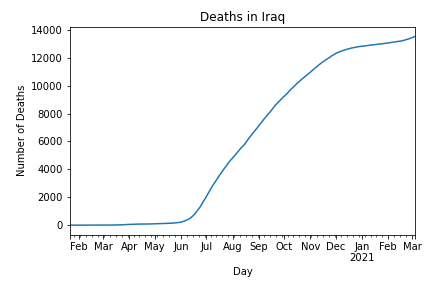 Deaths in Iraq
Number of Deaths
14000
12000
10000
8000
6000
4000
2000
0
Feb Mar Apr May Jun Jul Aug Sep Oct Nov Dec Jan Feb Mar
2021
Day